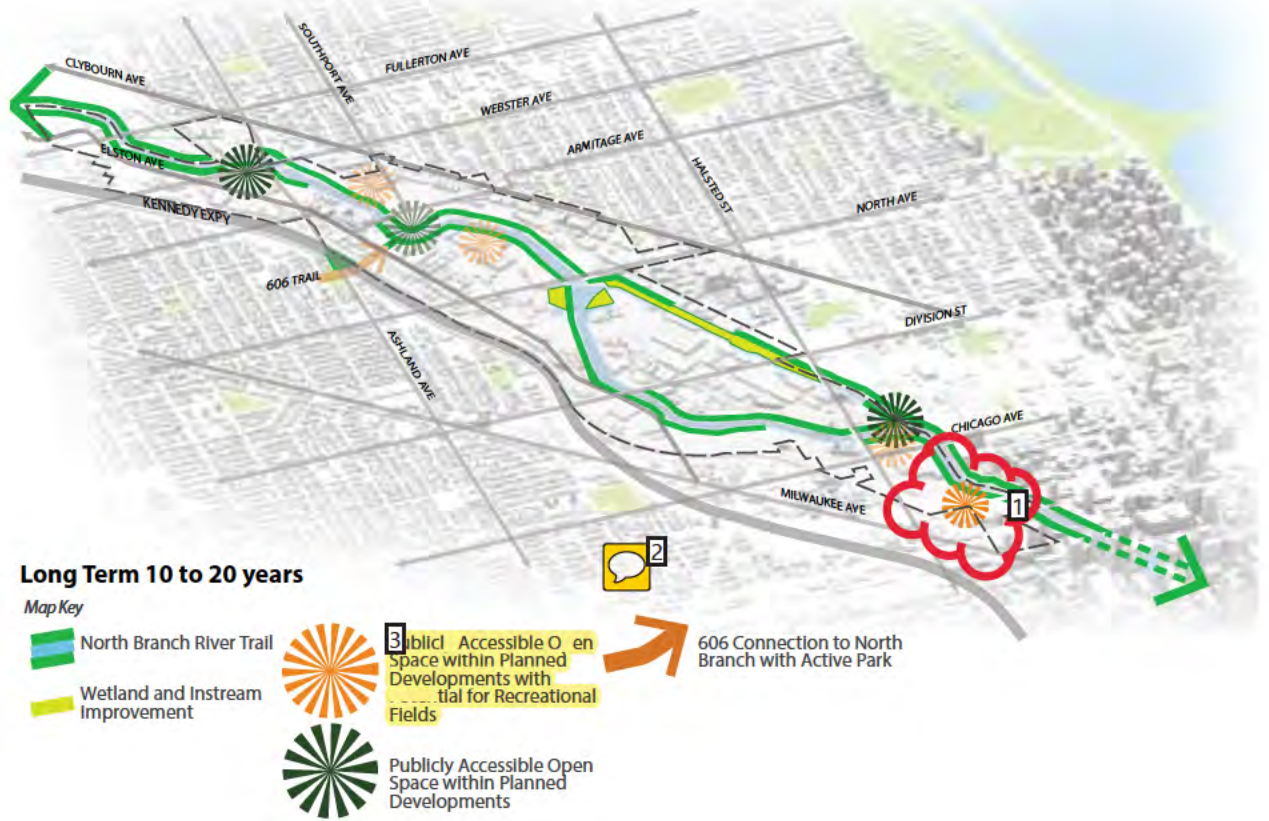 CLYBOURN AVE
SOUTHPORT AVE
FULLERTON AVE
WEBSTER AVE
ARMITAGE AVE
HALSTED ST
NORTH AVE
ELSTON AVE
KENNEDY EXPY
606 TRAIL
ASHLAND AVE
DIVISION ST
CHICAGO AVE
MILWAUKEE AVE
1
2
Long Term 10 to 20 years
Map Key
North Branch River Trail
Wetland and Instream
Improvement
3
ublicl Accessible O en
Space within Planned
Developments with
tial for Recreational
Fields
Publicly Accessible Open
Space within Planned
Developments
606 Connection to North
Branch with Active Park